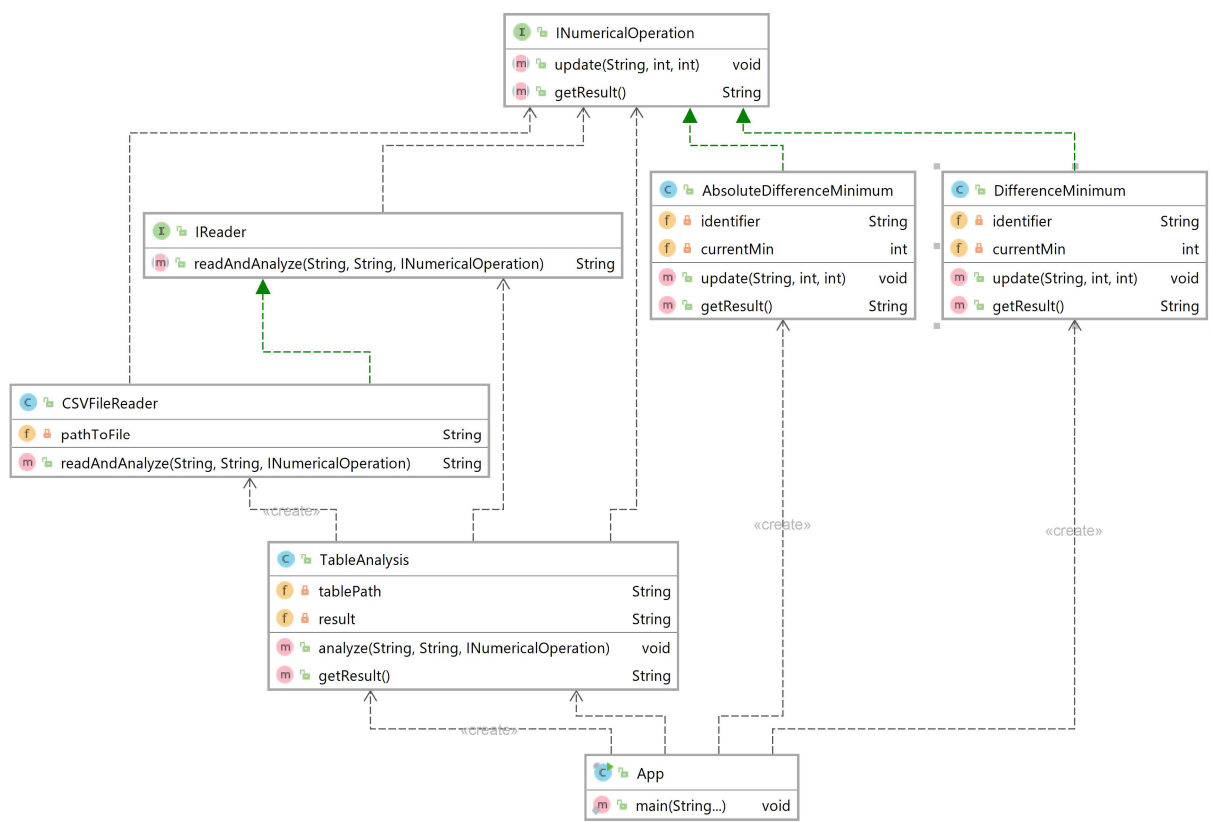 INumericalOperation
update(String, int, int) void
getResult() String
AbsoluteDifferenceMinimum
identifier String
currentMin int
update(String, int, int) void
getResult() String
DifferenceMinimum
identifier String
currentMin int
update(String, int, int) void
getResult() String
IReader
readAndAnalyze(String, String, INumericalOperation) String
CSVFileReader
pathToFile String
readAndAnalyze(String, String, INumericalOperation) String
«create»
«create»
«create»
TableAnalysis
tablePath String
result String
analyze(String, String, INumericalOperation) void
getResult() String
«create»
App
main(String...) void